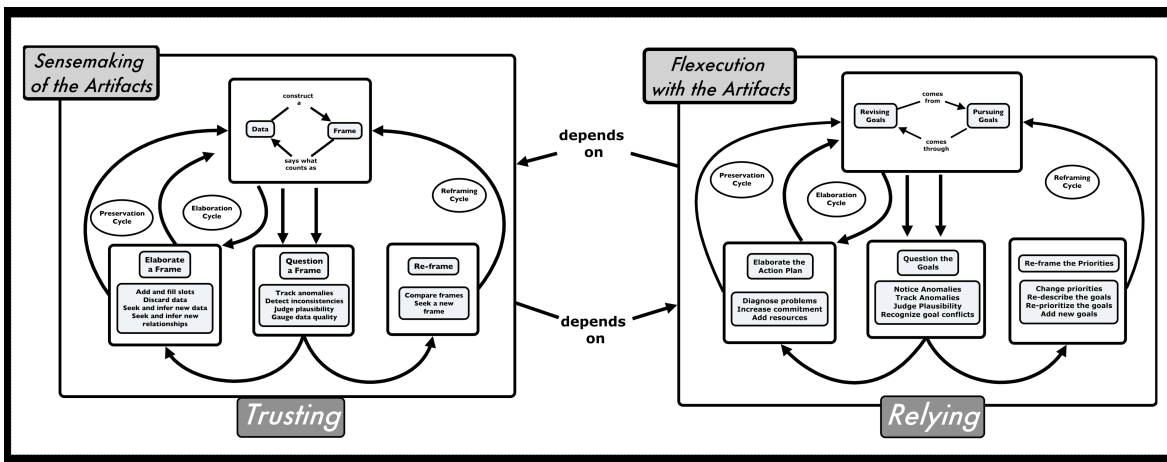 Sensemaking
of the Artifacts
construct
a
Data
Frame
says what
counts as
Preservation
Cycle
Elaboration
Cycle
Reframing
Cycle
Elaborate
a Frame
Add and fill slots
Discard data
Seek and infer new data
Seek and infer new
relationships
Question
a Frame
Track anomalies
Detect inconsistencies
Judge plausibility
Gauge data quality
Re-frame
Compare frames
Seek a new
frame
Trusting
depends
on
depends
on
Flexecution
with the Artifacts
comes
from
Revising
Goals
Pursuing
Goals
comes
through
Preservation
Cycle
Elaboration
Cycle
Reframing
Cycle
Elaborate the
Action Plan
Diagnose problems
Increase commitment
Add resources
Question the
Goals
Notice Anomalies
Track Anomalies
Judge Plausibility
Recognize goal conflicts
Re-frame the Priorities
Change priorities
Re-describe the goals
Re-prioritize the goals
Add new goals
Relying